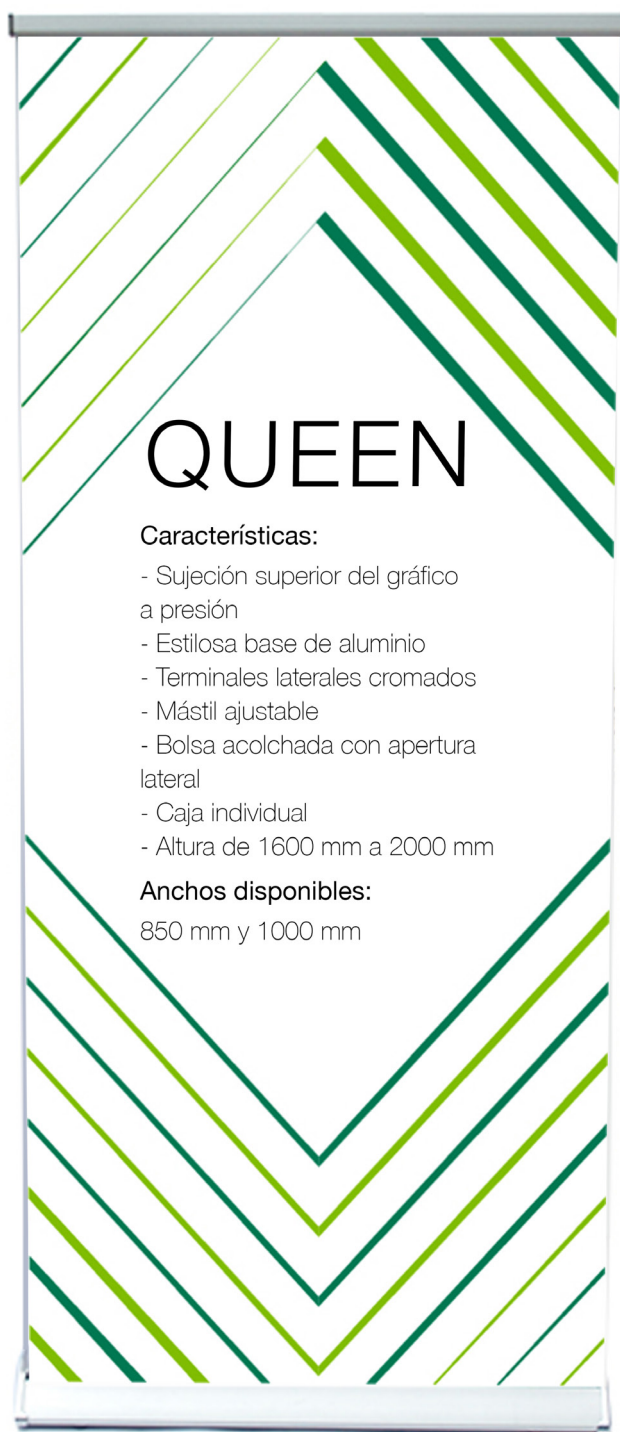 QUEEN
Características:
- Sujeción superior del gráfico
a presión
- Estilosa base de aluminio
- Terminales laterales cromados
- Mástil ajustable
- Bolsa acolchada con apertura
lateral
- Caja individual
- Altura de 1600 mm a 2000 mm
Anchos disponibles:
850 mm y 1000 mm